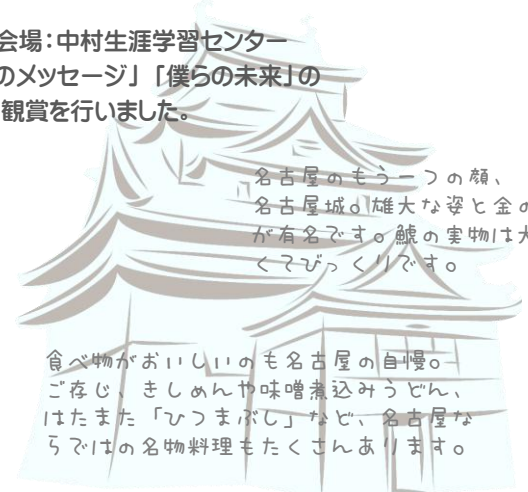 会場：中村生涯学習センター
のメッセージ」「僕らの未来」の
観賞を行いました。
名古屋のもう一つの顔、
名古屋城。雄大な姿と金の
が有名です。鯱の実物は大
くてびっくりです。
食べ物がおいしいのも名古屋の自慢。
ご存じ、きしめんや味噌煮込みうどん、
はたまた「ひつまぶし」など、名古屋な
らではの名物料理もたくさんあります。